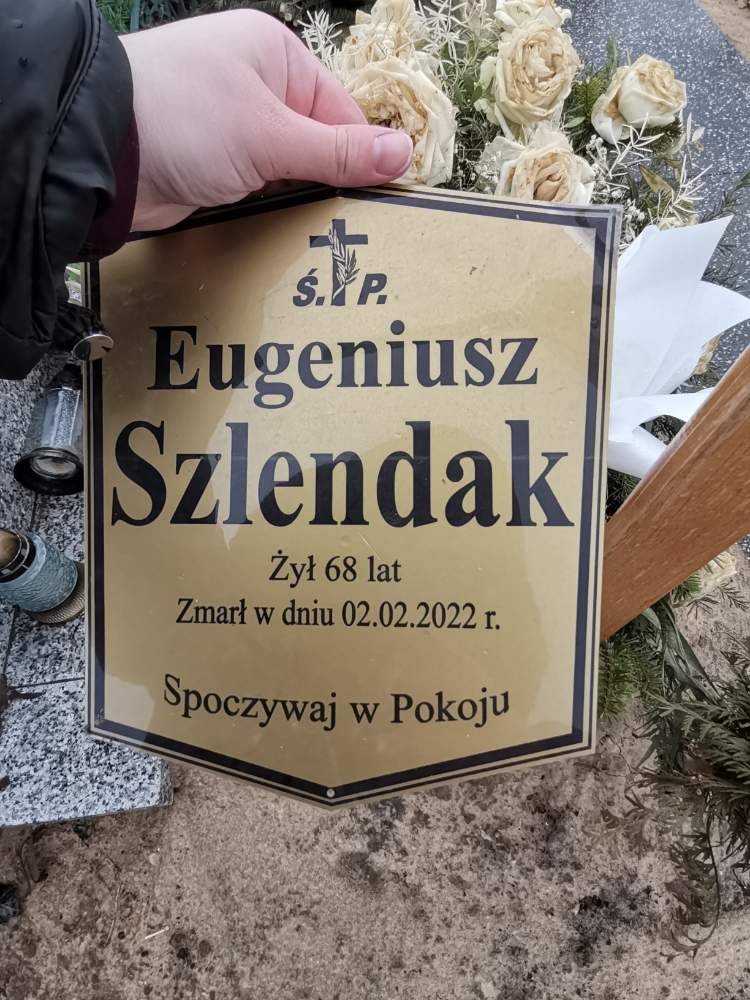 Ś. P.
Eugeniusz
Szlendak
Żył 68 lat
Zmarł w dniu 02.02.2022 r.
Spoczywaj w Pokoju